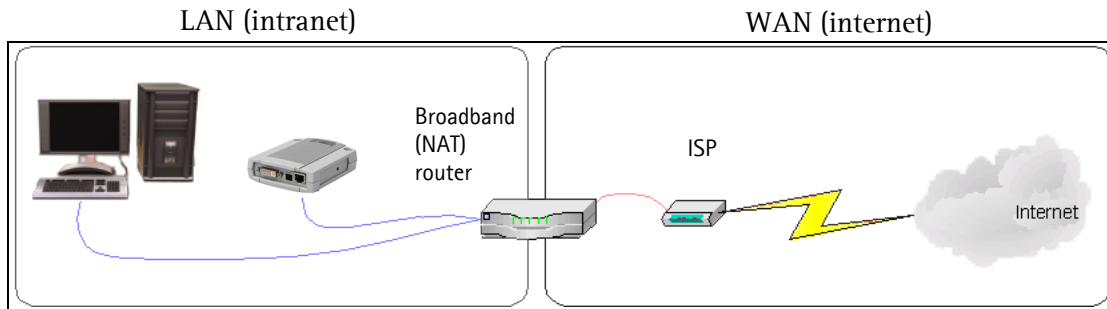 LAN (intranet)
WAN (internet)
Broadband
(NAT)
router
ISP
Internet